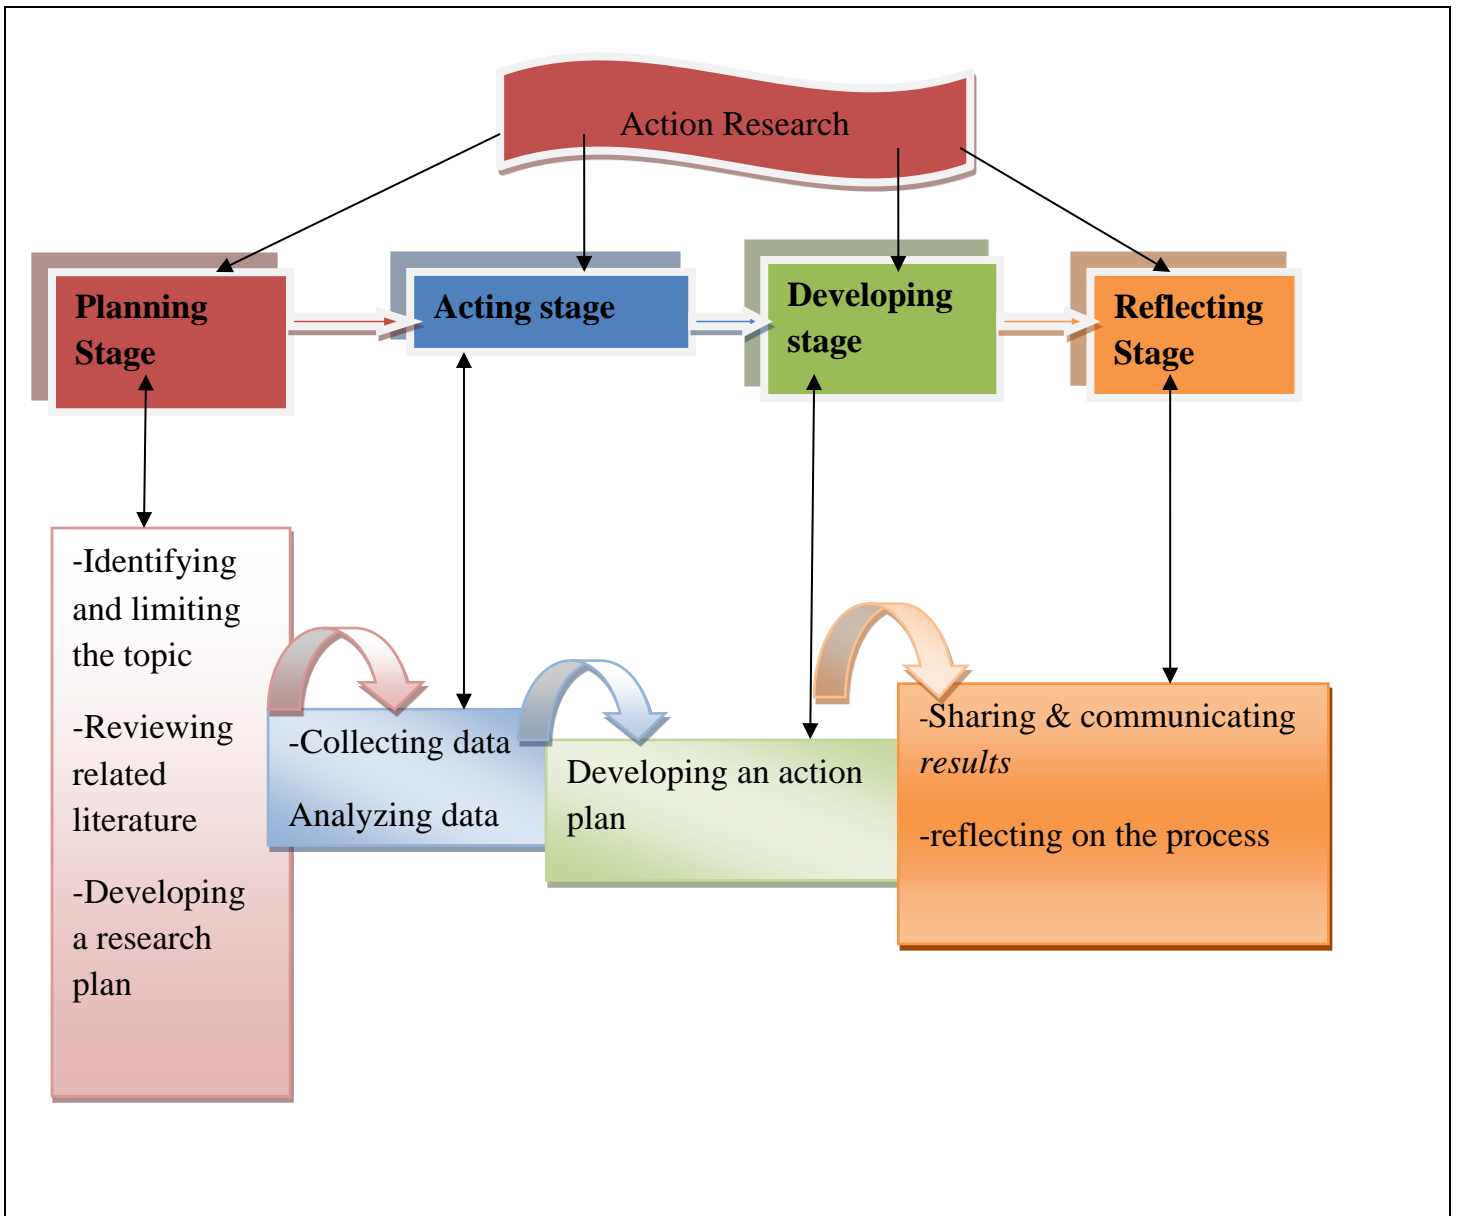 Action Research
Planning
Stage
Acting stage
Developing
stage
Reflecting
Stage
-Identifying
and limiting
the topic
-Reviewing
related
literature
-Developing
a research
plan
-Collecting data
Analyzing data
Developing an action
plan
-Sharing & communicating
results
-reflecting on the process